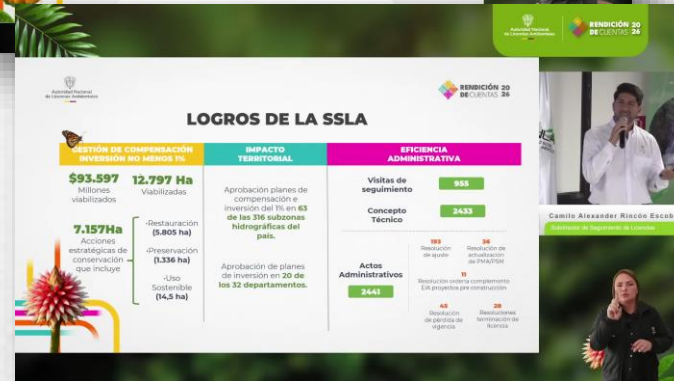 Autoridad Nacional
de Licencias Ambientales
RENDICIÓN 20
DE CUENTAS 26
Autoridad Nacional
de Licencias Ambientales
RENDICIÓN 20
DE CUENTAS 26
LOGROS DE LA SSLA
GESTIÓN DE COMPENSACIÓN
INVERSIÓN NO MENOS 1%
$93.597
Millones
viabilizados
12.797 Ha
Viabilizadas
7.157Ha
Acciones
estratégicas de
conservación
que incluye
-Restauración
(5.805 ha)
-Preservación
(1.336 ha)
-Uso
Sostenible
(14,5 ha)
IMPACTO
TERRITORIAL
Aprobación planes de
compensación e
inversión del 1% en 63
de las 316 subzonas
hidrográficas del
país.
Aprobación de planes
de inversión en 20 de
los 32 departamentos.
EFICIENCIA
ADMINISTRATIVA
Visitas de
seguimiento
955
Concepto
Técnico
2433
Actos
Administrativos
2441
193
Resolución
de ajuste
36
Resolución de
actualización
de PMA/PSM
11
Resolución ordena complemento
EIA proyectos pre construcción
45
Resolución
de pérdida de
vigencia
28
Resoluciones
terminación de
licencia
Camilo Alexander Rincón Escob
Subdirector de Seguimiento de Licencias